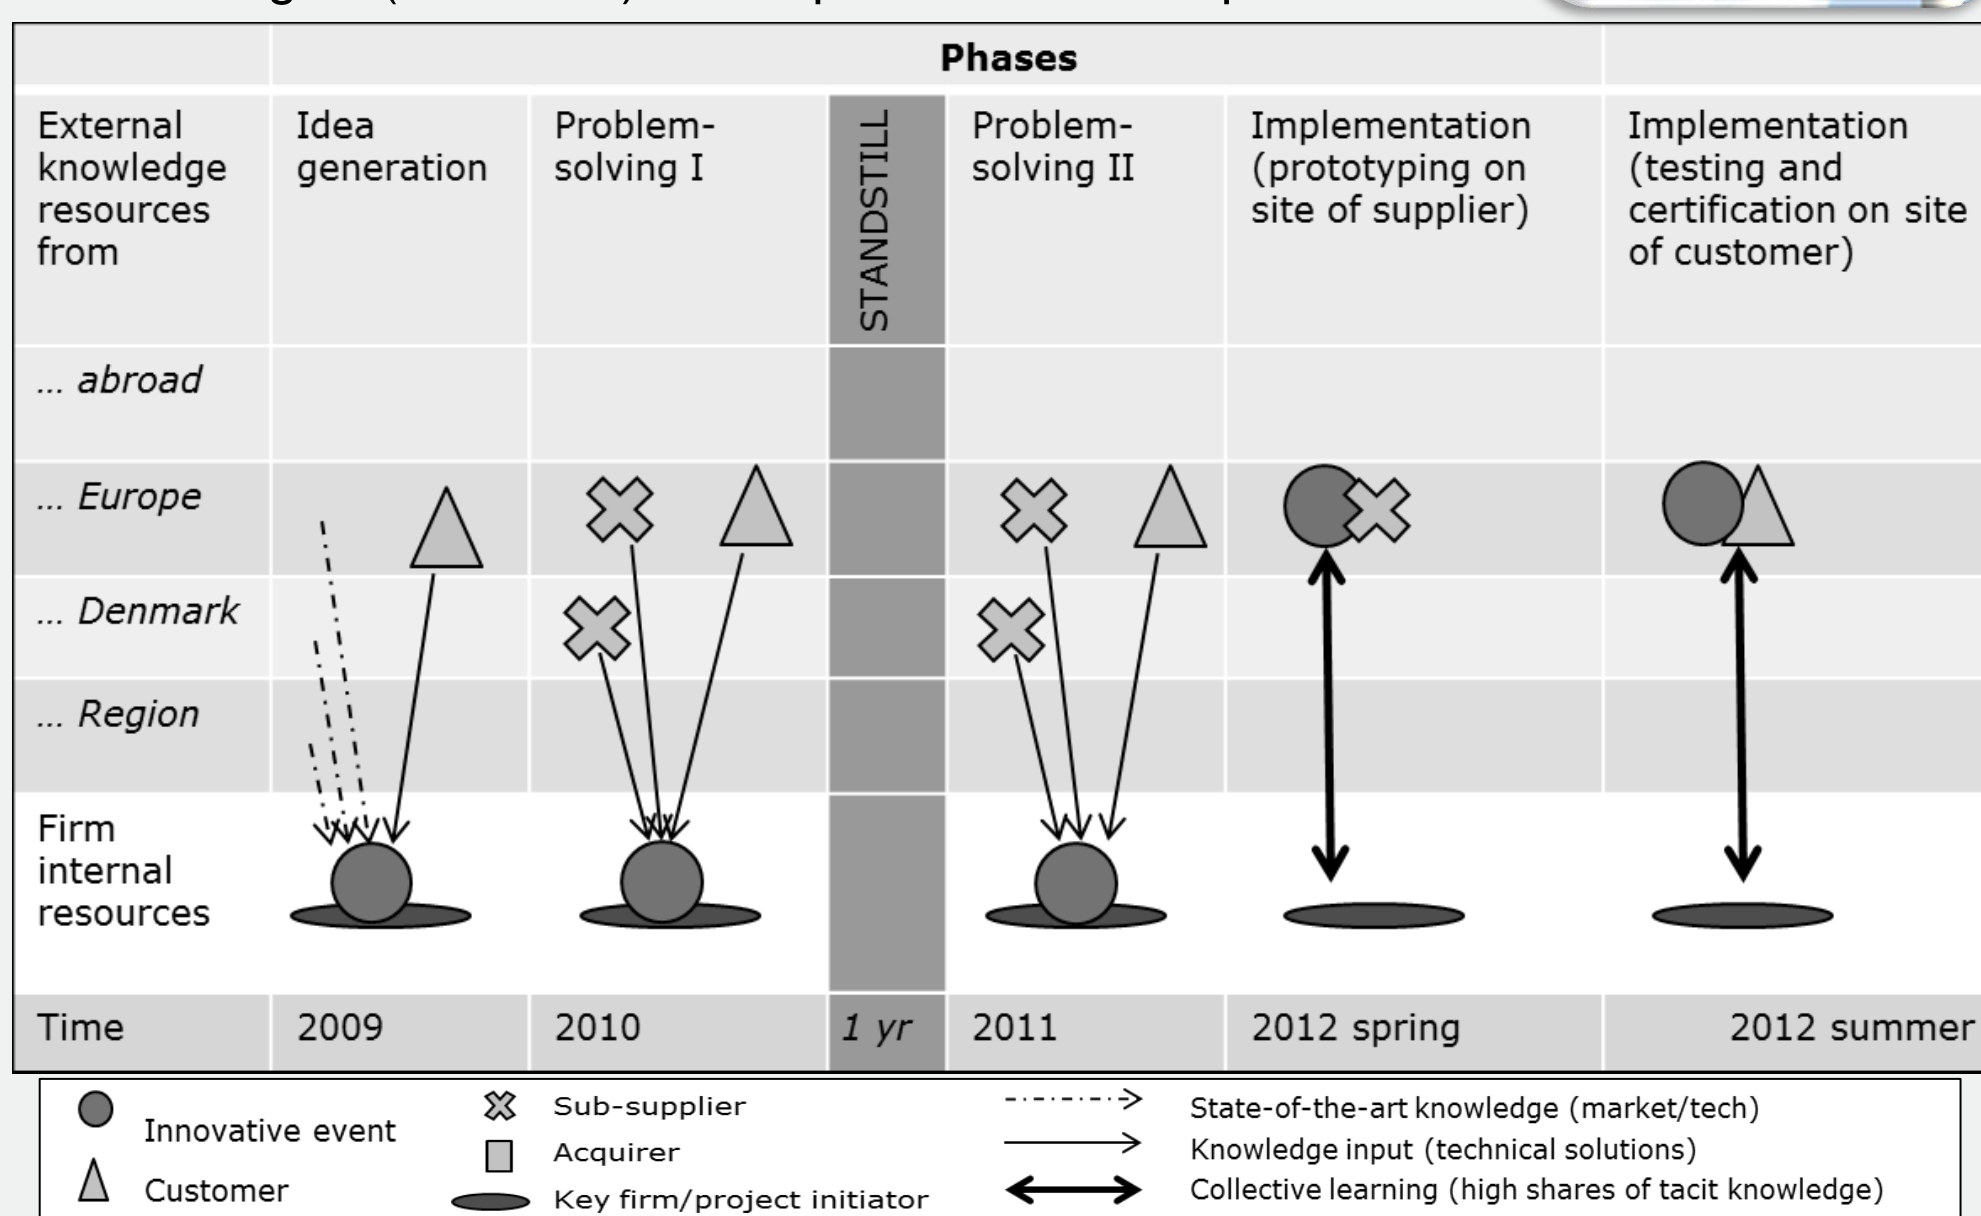 Phases
External
knowledge
resources
from
Idea
generation
Problem-
solving I
STANDSTILL
Problem-
solving II
Implementation
(prototyping on
site of supplier)
Implementation
(testing and
certification on site
of customer)
... abroad
... Europe
... Denmark
... Region
Firm
internal
resources
Time
2009
2010
1 yr
2011
2012 spring
2012 summer
Innovative event
Customer
Sub-supplier
Acquirer
Key firm/project initiator
State-of-the-art knowledge (market/tech)
Knowledge input (technical solutions)
Collective learning (high shares of tacit knowledge)